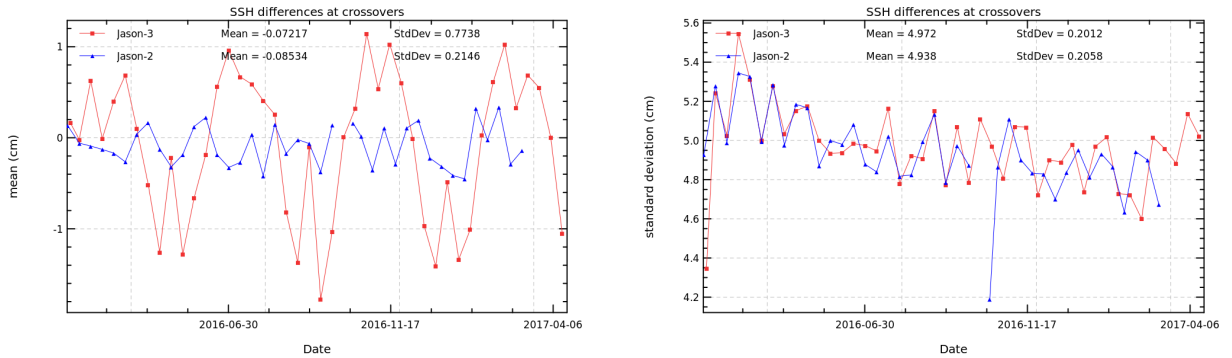 SSH differences at crossovers
Jason-3 Mean = -0.07217 StdDev = 0.7738
Jason-2 Mean = -0.08534 StdDev = 0.2146
1
0
-1
mean (cm)
2016-06-30 2016-11-17 2017-04-06
Date
SSH differences at crossovers
5.6
Jason-3 Mean = 4.972 StdDev = 0.2012
Jason-2 Mean = 4.938 StdDev = 0.2058
5.4
5.2
5.0
4.8
4.6
4.4
4.2
standard deviation (cm)
2016-06-30 2016-11-17 2017-04-06
Date